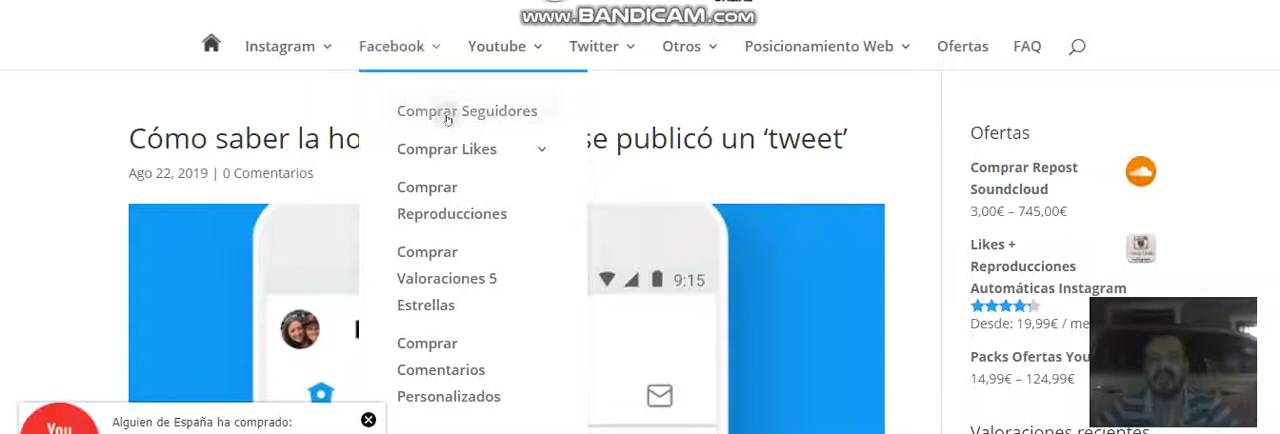 www.BANDICAM.com
Instagram
Facebook
Youtube
Twitter
Otros
Posicionamiento Web
Ofertas
FAQ
Comprar Seguidores
Comprar Likes
Comprar
Reproducciones
Comprar
Valoraciones 5
Estrellas
Comprar
Comentarios
Personalizados
Cómo saber la ho
se publicó un ‘tweet’
Ago 22, 2019 | 0 Comentarios
9:15
You
Alguien de España ha comprado:
Ofertas
Comprar Repost
Soundcloud
3,00€ – 745,00€
Likes +
Reproducciones
Automáticas Instagram
Desde: 19,99€ / me
Packs Ofertas You
14,99€ – 124,99€
Valoraciones recientes